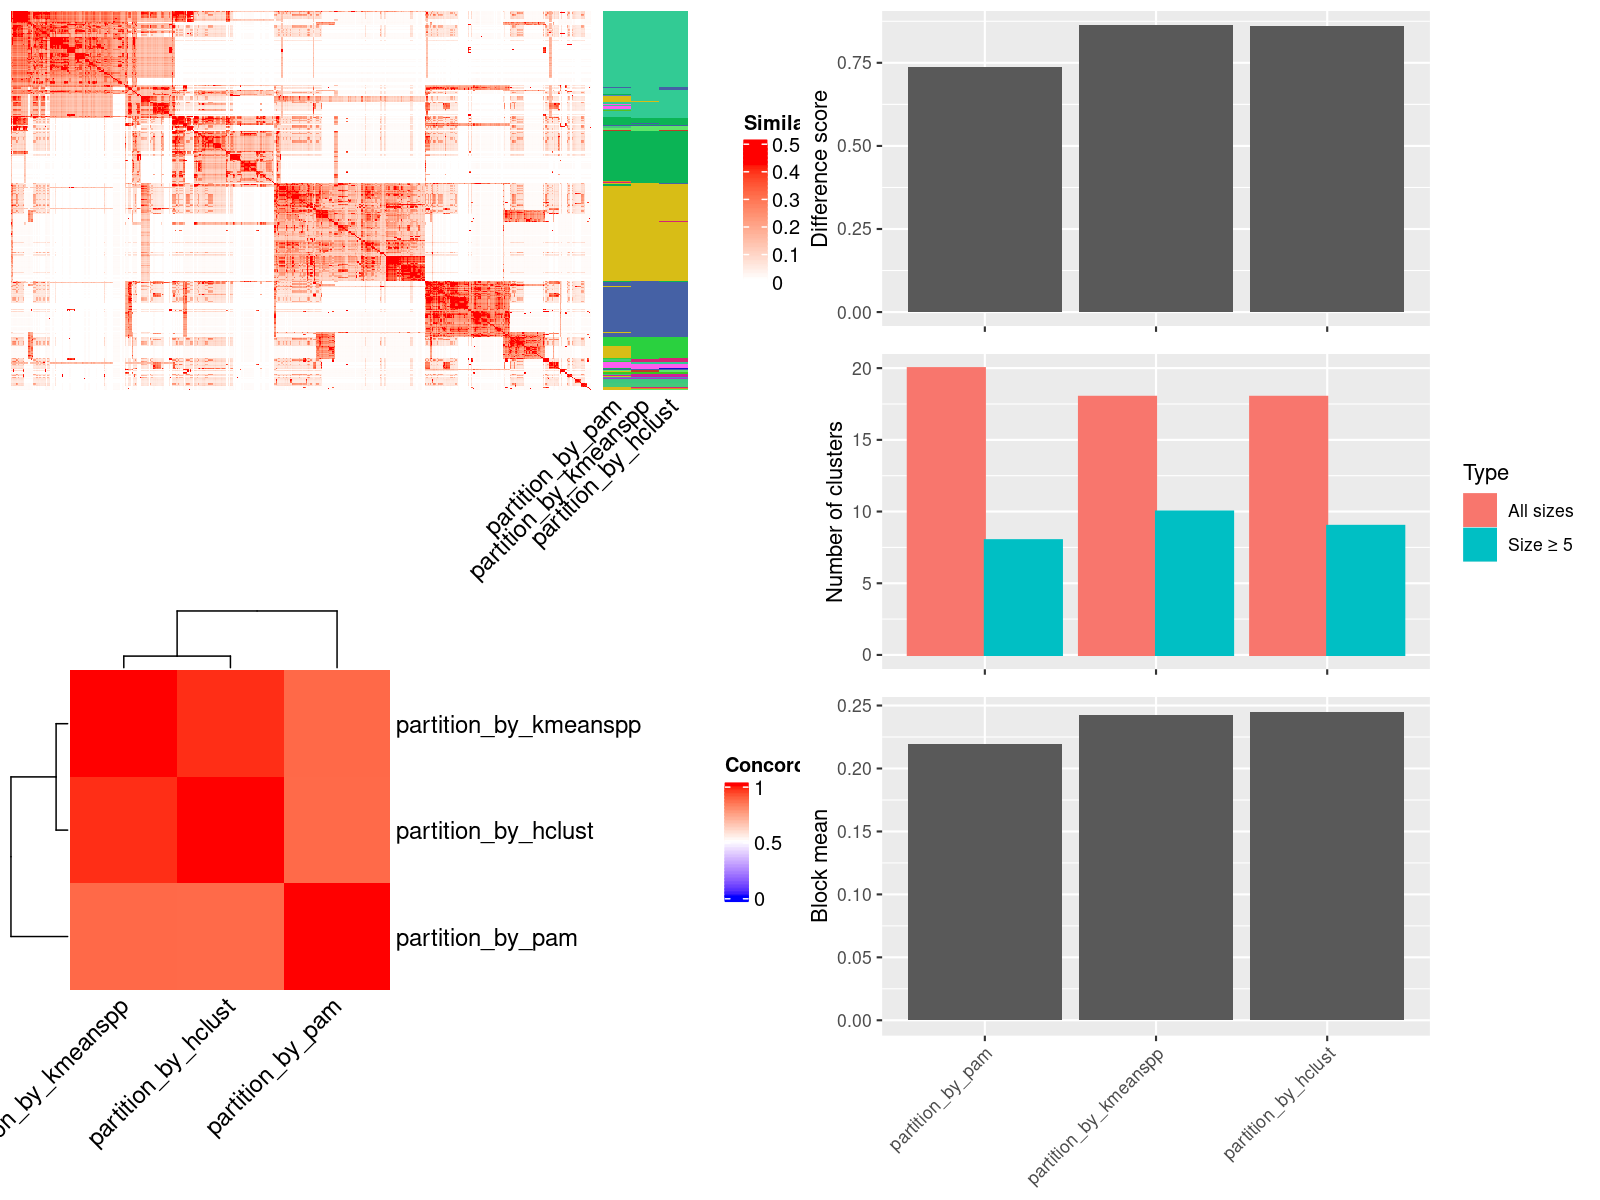 Simila
0.5
0.4
0.3
0.2
0.1
0
partition_by_pam
partition_by_kmeanspp
partition_by_hclust
partition_by_kmeanspp
partition_by_hclust
partition_by_pam
Concord
1
0.5
0
on_by_kmeanspp
partition_by_hclust
partition_by_pam
Difference score
0.75
0.50
0.25
0.00
Number of clusters
20
15
10
5
0
Type
All sizes
Size ≥ 5
Block mean
0.25
0.20
0.15
0.10
0.05
0.00
partition_by_pam
partition_by_kmeanspp
partition_by_hclust